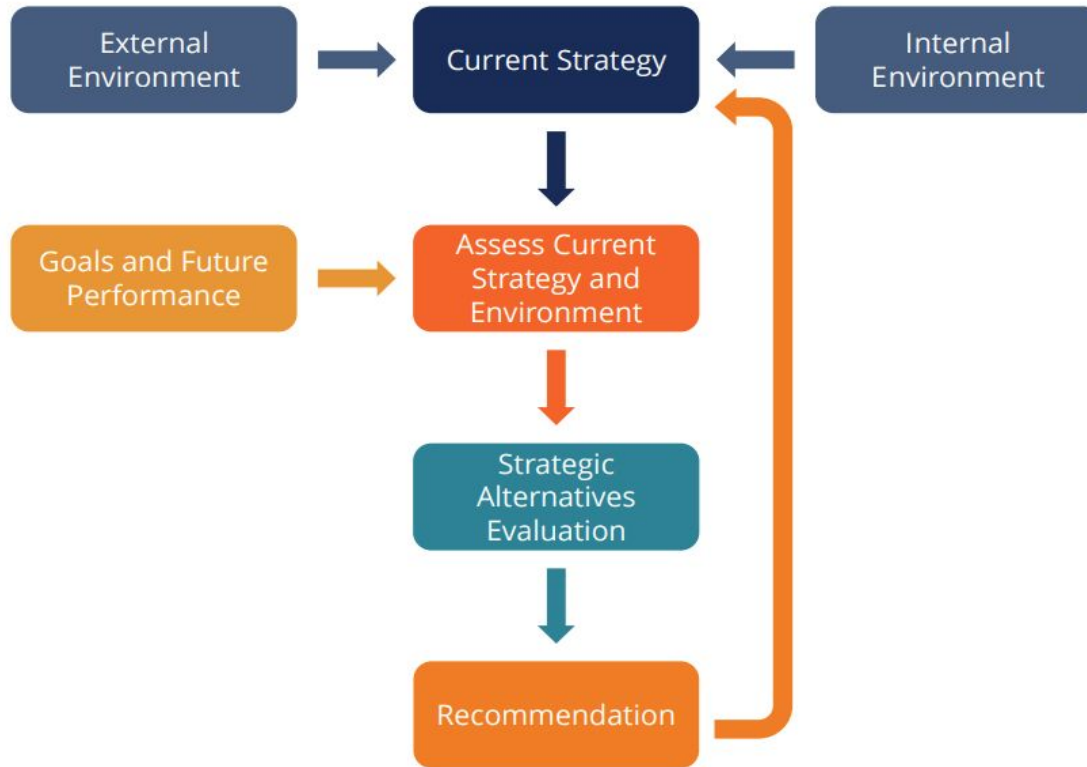 External
Environment
Current Strategy
Internal
Environment
Goals and Future
Performance
Assess Current
Strategy and
Environment
Strategic
Alternatives
Evaluation
Recommendation